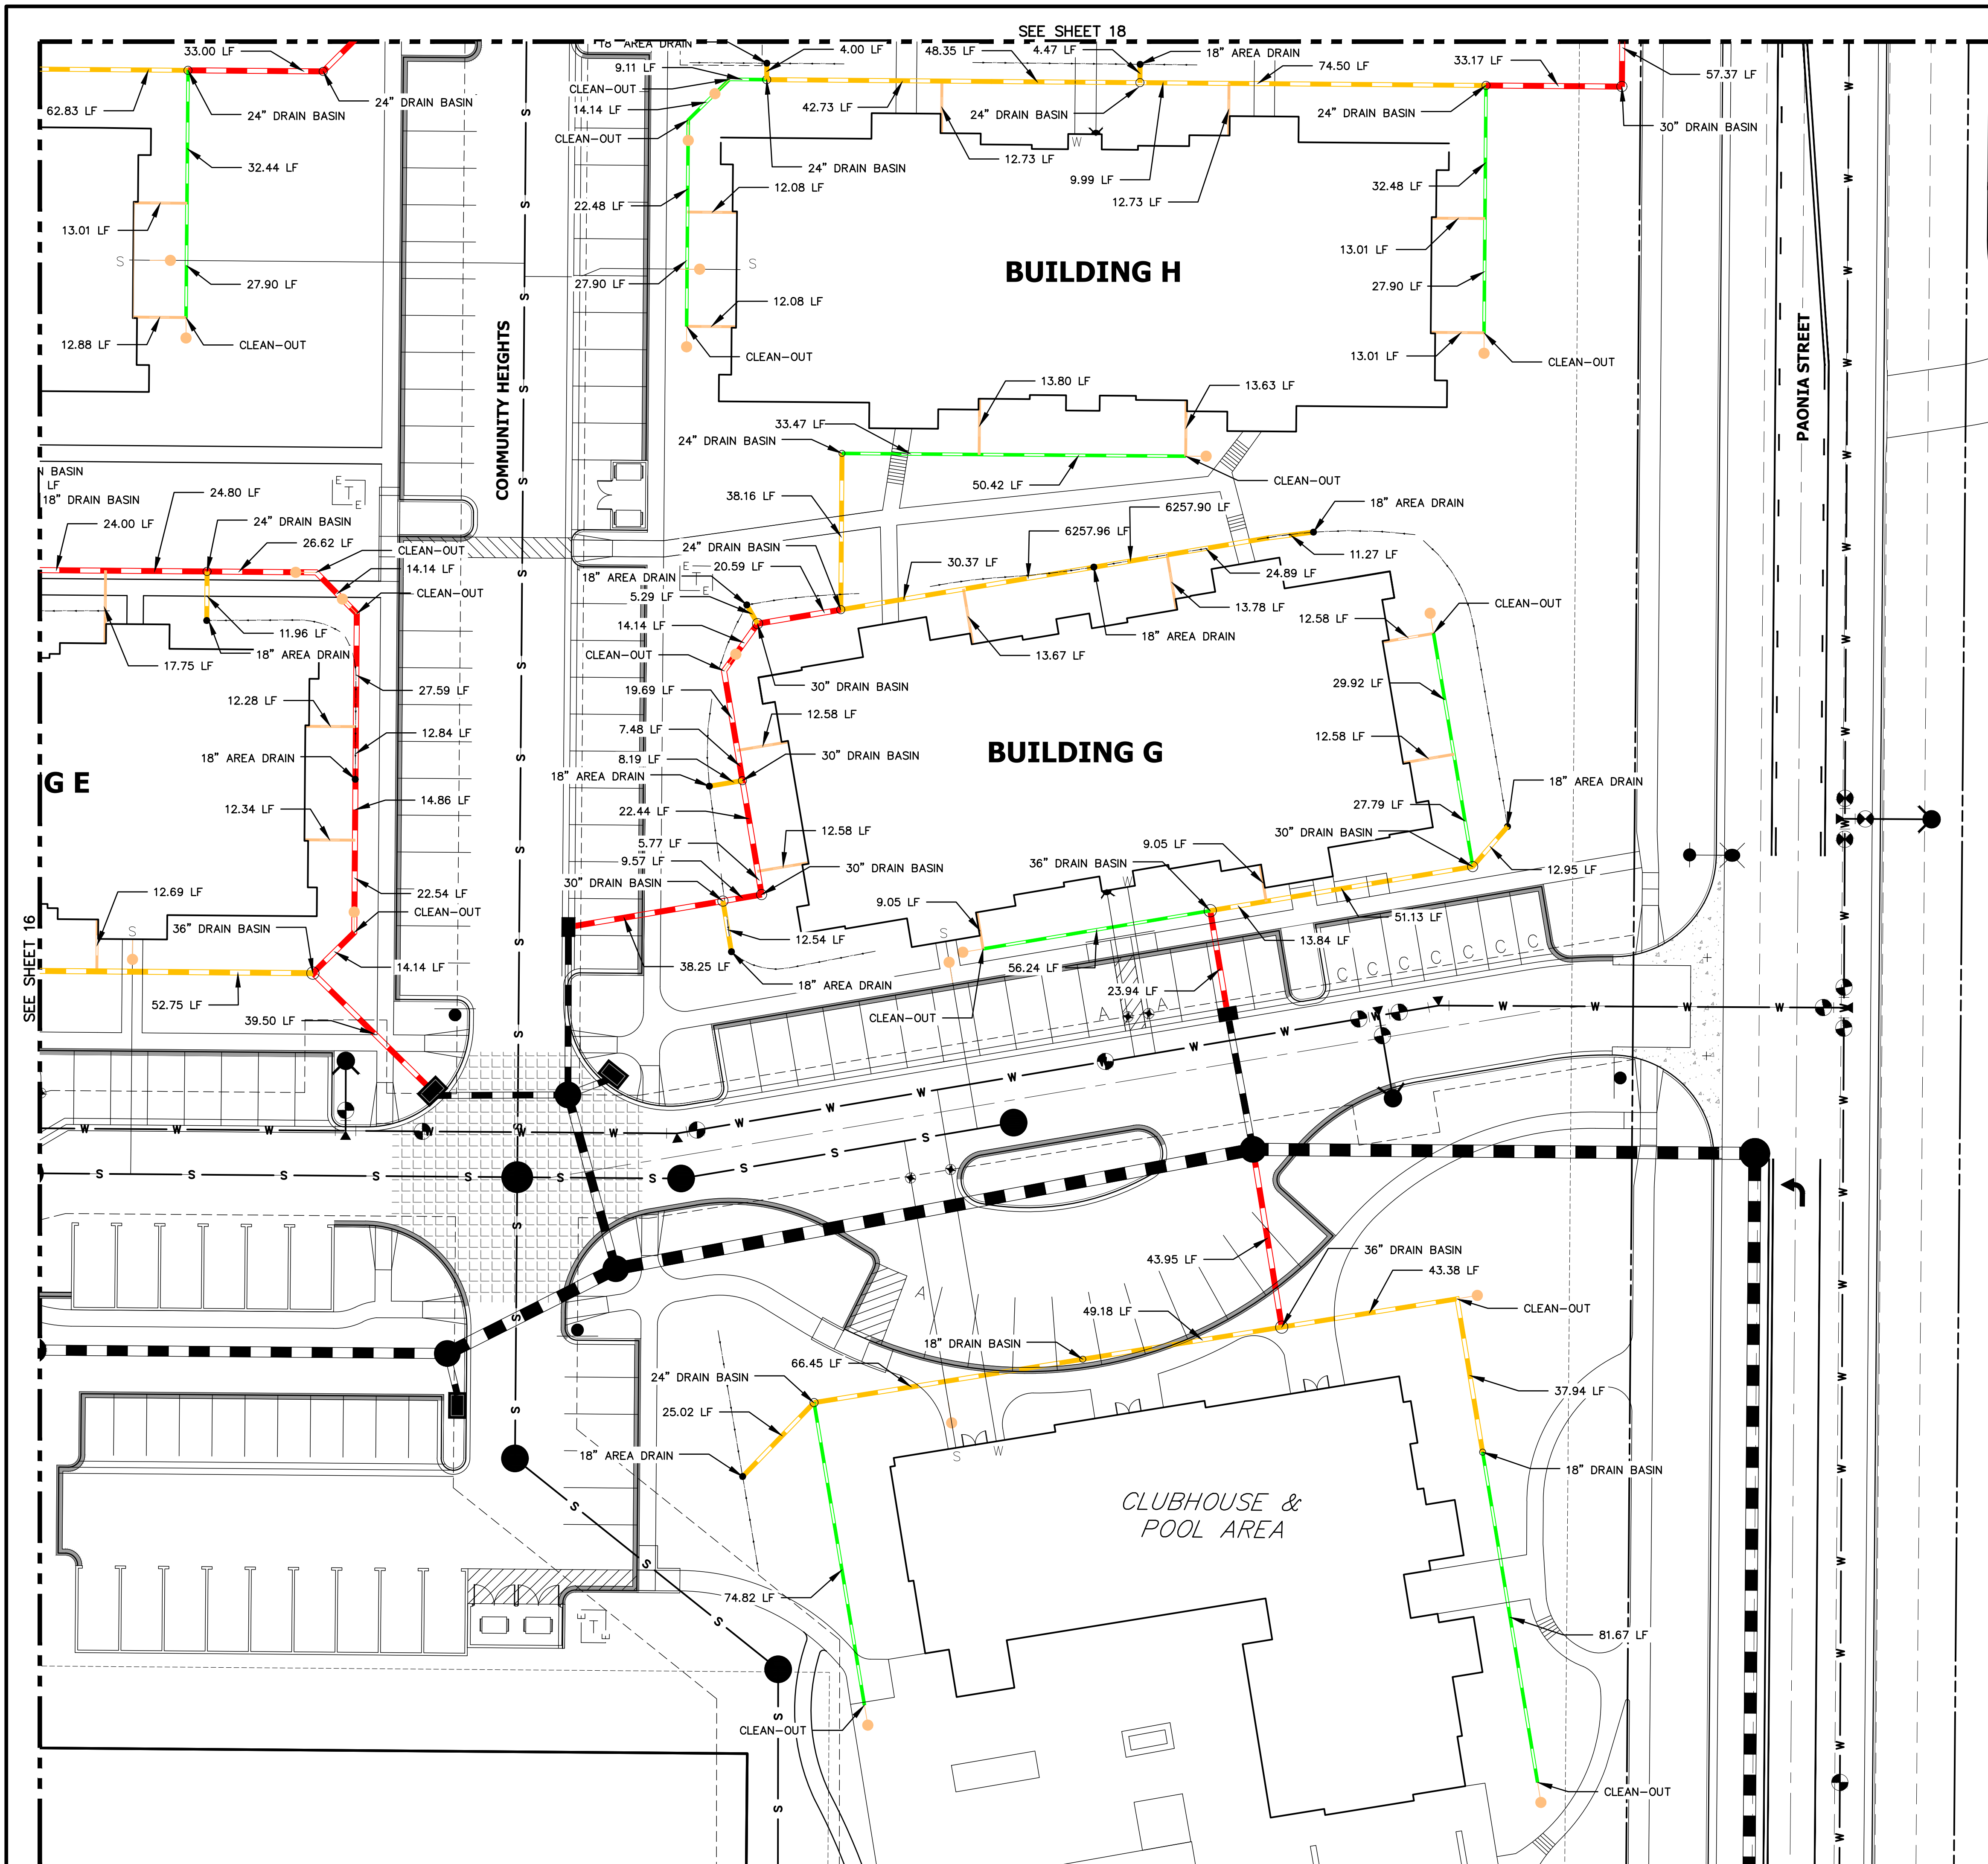 SEE SHEET 18
33.00 LF
18" AREA DRAIN
4.00 LF
48.35 LF
4.47 LF
18" AREA DRAIN
33.17 LF
57.37 LF
9.11 LF
74.50 LF
CLEAN-OUT
62.83 LF
24" DRAIN BASIN
24" DRAIN BASIN
14.14 LF
42.73 LF
24" DRAIN BASIN
24" DRAIN BASIN
30" DRAIN BASIN
CLEAN-OUT
W
32.44 LF
24" DRAIN BASIN
12.73 LF
9.99 LF
12.08 LF
12.73 LF
32.48 LF
22.48 LF
13.01 LF
13.01 LF
S
S
BUILDING H
27.90 LF
27.90 LF
27.90 LF
12.88 LF
CLEAN-OUT
12.08 LF
CLEAN-OUT
13.01 LF
CLEAN-OUT
COMMUNITY HEIGHTS
PAONIA STREET
13.80 LF
13.63 LF
33.47 LF
24" DRAIN BASIN
N BASIN
LF
18" DRAIN BASIN
24.80 LF
E
T
E
50.42 LF
CLEAN-OUT
38.16 LF
6257.90 LF
18" AREA DRAIN
24.00 LF
24" DRAIN BASIN
26.62 LF
CLEAN-OUT
6257.96 LF
11.27 LF
24" DRAIN BASIN
14.14 LF
18" AREA DRAIN
E
T
E
20.59 LF
30.37 LF
24.89 LF
CLEAN-OUT
5.29 LF
13.78 LF
CLEAN-OUT
11.96 LF
14.14 LF
18" AREA DRAIN
12.58 LF
18" AREA DRAIN
CLEAN-OUT
13.67 LF
17.75 LF
27.59 LF
19.69 LF
30" DRAIN BASIN
29.92 LF
12.28 LF
7.48 LF
12.58 LF
12.84 LF
8.19 LF
30" DRAIN BASIN
BUILDING G
12.58 LF
18" AREA DRAIN
18" AREA DRAIN
18" AREA DRAIN
G E
14.86 LF
12.34 LF
22.44 LF
27.79 LF
12.58 LF
30" DRAIN BASIN
5.77 LF
9.05 LF
9.57 LF
30" DRAIN BASIN
36" DRAIN BASIN
12.95 LF
12.69 LF
22.54 LF
30" DRAIN BASIN
W
CLEAN-OUT
9.05 LF
51.13 LF
S
36" DRAIN BASIN
S
12.54 LF
13.84 LF
SEE SHEET 16
14.14 LF
38.25 LF
56.24 LF
C C C C C C C
52.75 LF
18" AREA DRAIN
23.94 LF
39.50 LF
CLEAN-OUT
A A
W W W W W W W W W W W W W W W W
S S S S S S S S S S
43.95 LF
36" DRAIN BASIN
43.38 LF
A
49.18 LF
CLEAN-OUT
18" DRAIN BASIN
66.45 LF
24" DRAIN BASIN
37.94 LF
25.02 LF
18" AREA DRAIN
S W
18" DRAIN BASIN
CLUBHOUSE &
POOL AREA
74.82 LF
E
T
E
81.67 LF
CLEAN-OUT
CLEAN-OUT